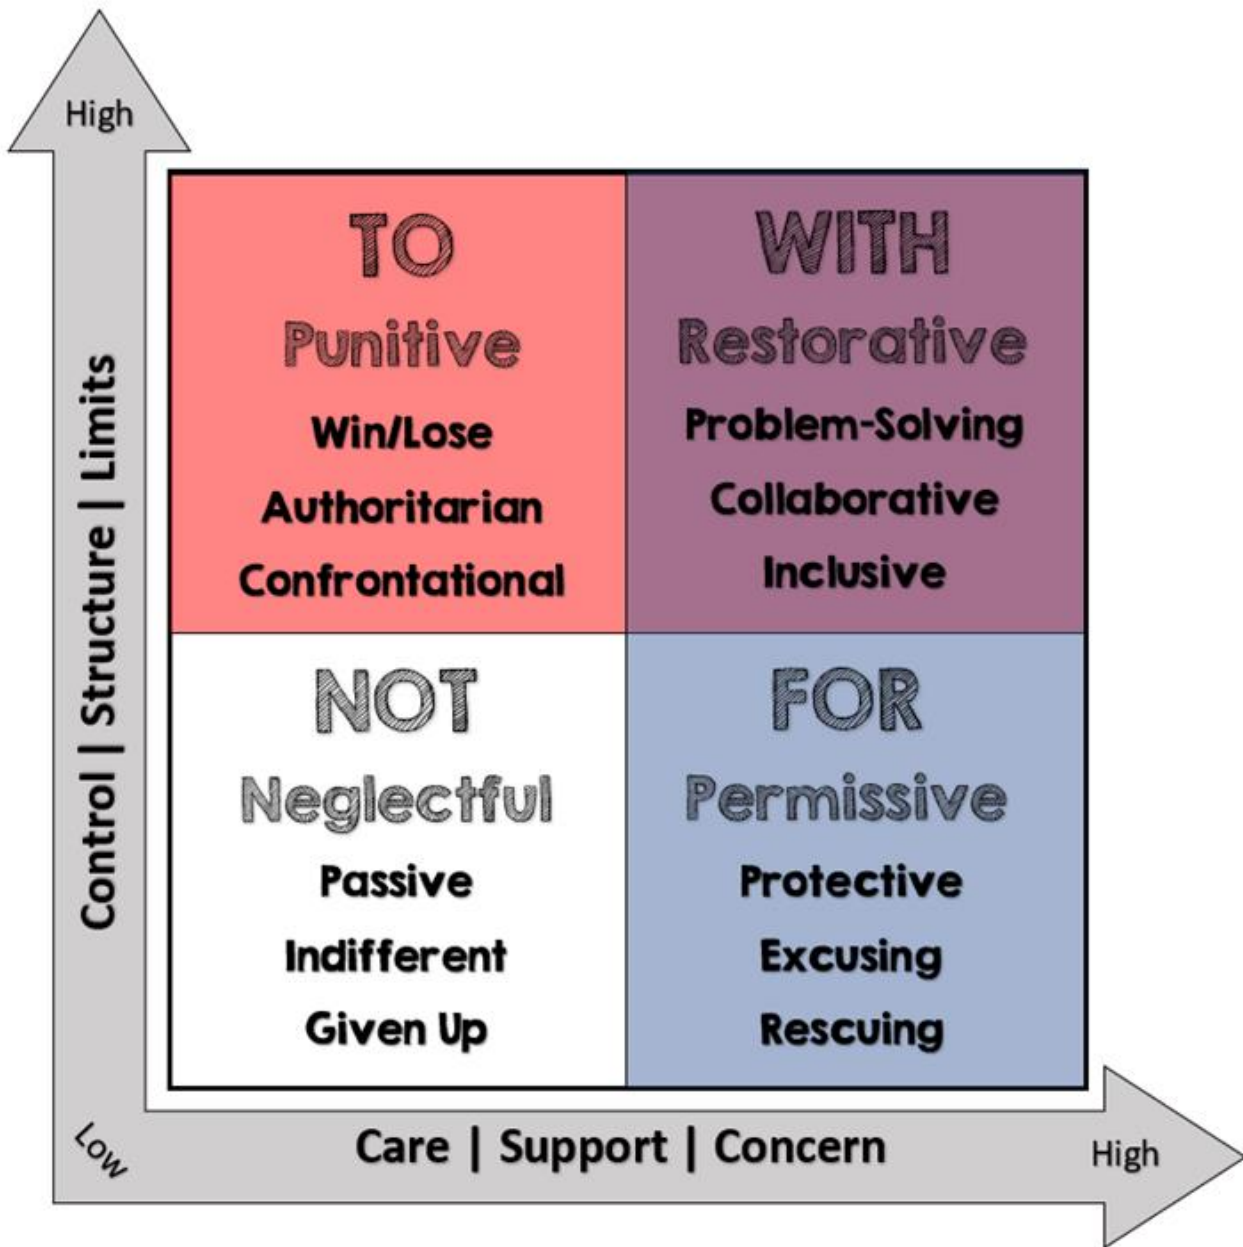 High
Control | Structure | Limits
TO
Punitive
Win/Lose
Authoritarian
Confrontational
WITH
Restorative
Problem-Solving
Collaborative
Inclusive
NOT
Neglectful
Passive
Indifferent
Given Up
FOR
Permissive
Protective
Excusing
Rescuing
Low
Care | Support | Concern
High